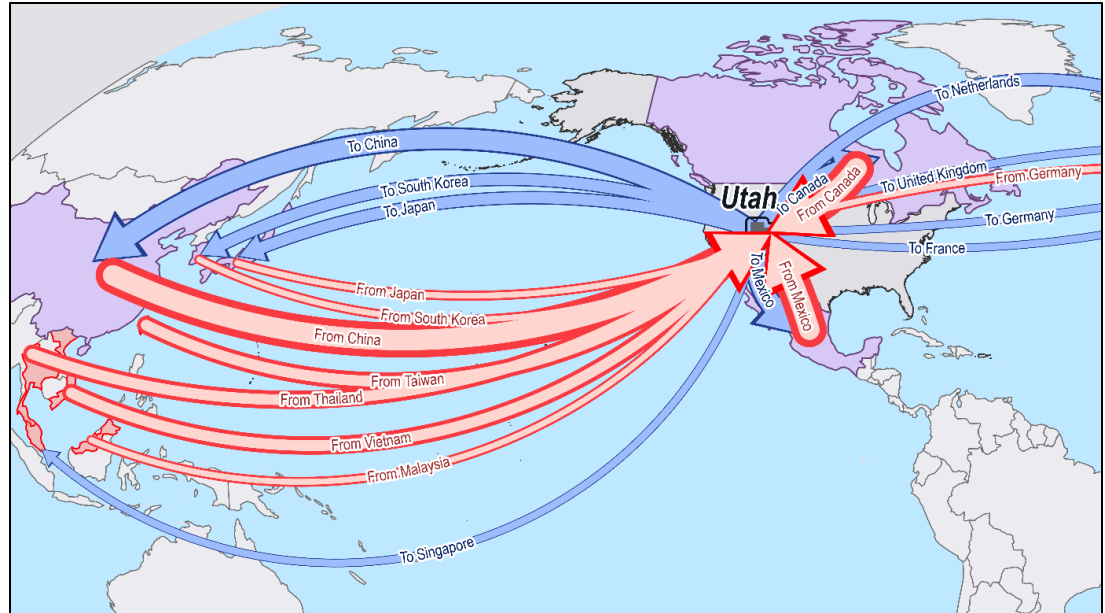 To Netherlands
To China
To South Korea
To Japan
Utah
To Canada
From Canada
To United Kingdom
From Germany
To Germany
To France
To Mexico
From Mexico
From Japan
From South Korea
From China
From Taiwan
From Thailand
From Vietnam
From Malaysia
To Singapore